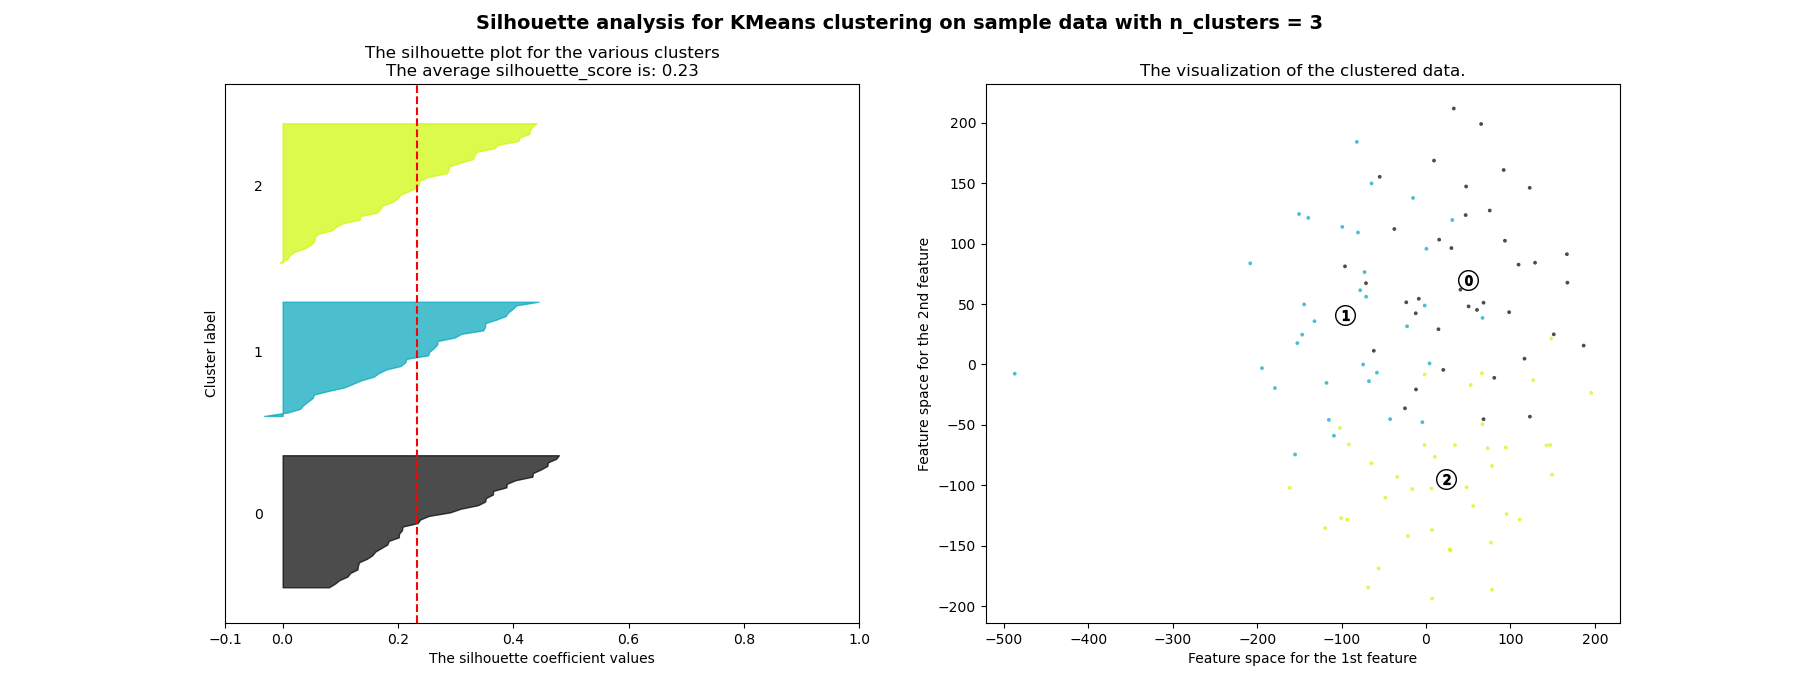 Silhouette analysis for KMeans clustering on sample data with n_clusters = 3
The silhouette plot for the various clusters
The average silhouette_score is: 0.23
2
1
0
Cluster label
−0.1 0.0 0.2 0.4 0.6 0.8 1.0
The silhouette coefficient values
The visualization of the clustered data.
200
150
100
50
0
−50
−100
−150
−200
Feature space for the 2nd feature
0
1
2
−500 −400 −300 −200 −100 0 100 200
Feature space for the 1st feature